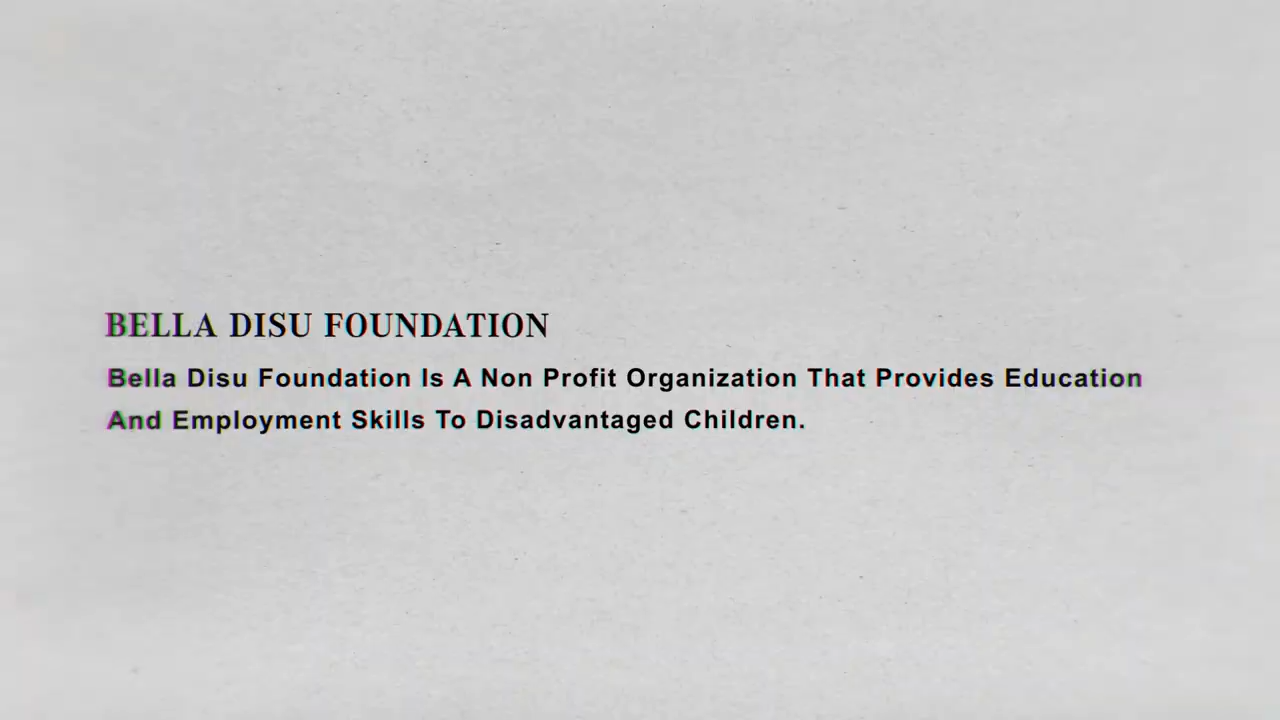 BELLA DISU FOUNDATION
Bella Disu Foundation Is A Non Profit Organization That Provides Education
And Employment Skills To Disadvantaged Children.